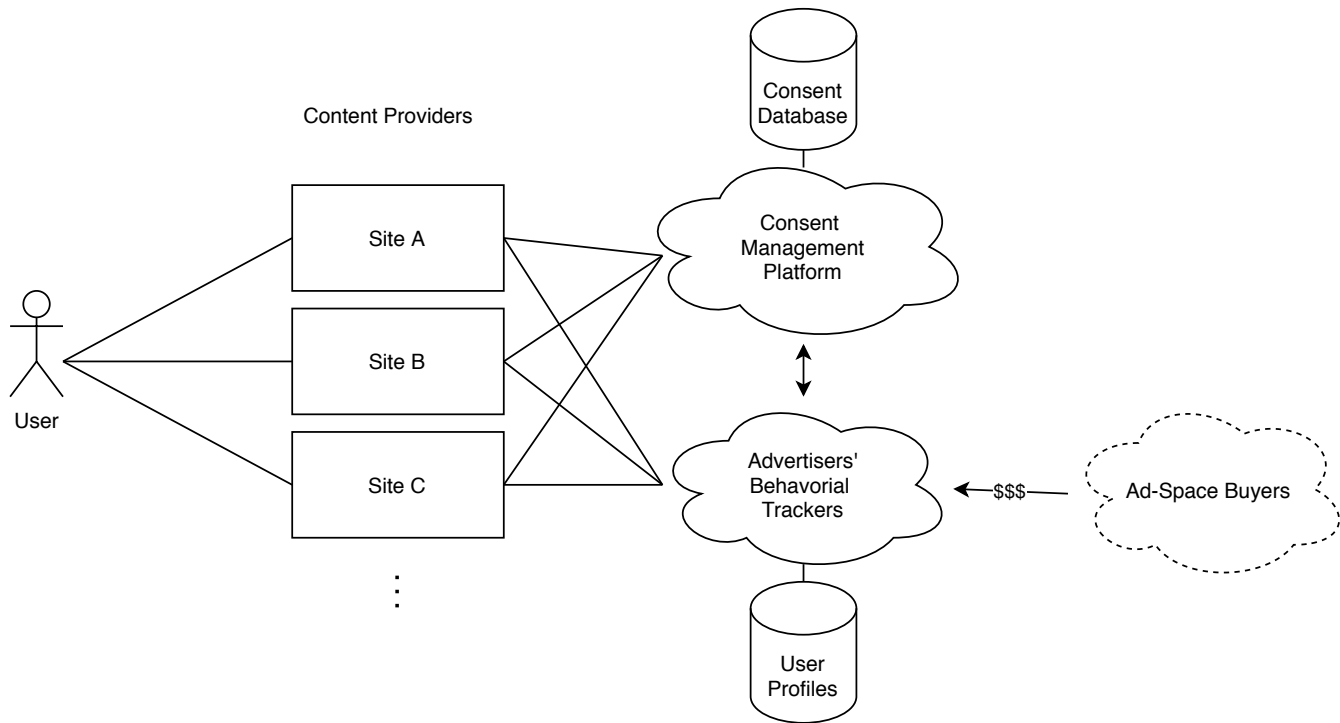 Consent
Database
Content Providers
Site A
Consent
Management
Platform
Site B
User
Site C
Advertisers'
Behavorial
Trackers
$$$
Ad-Space Buyers
⋮
User
Profiles